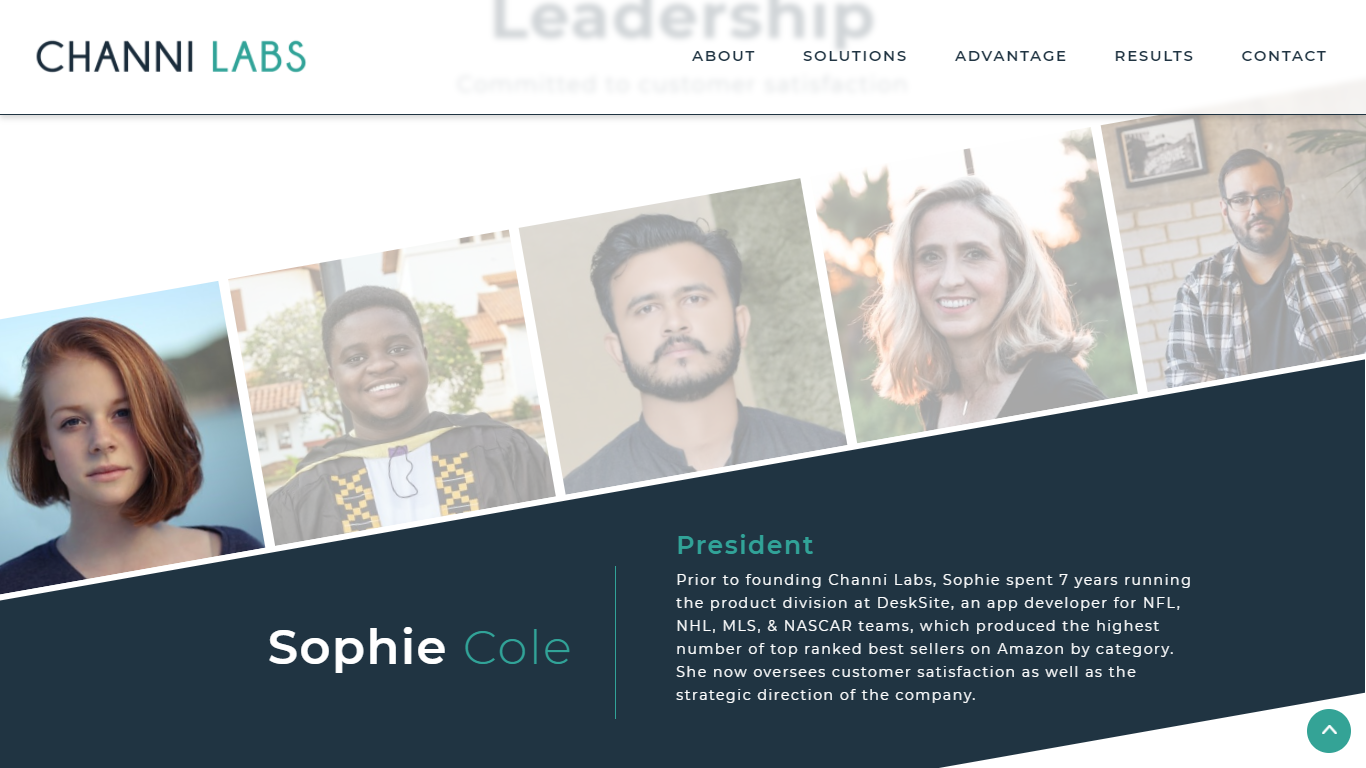 Leadership
Committed to customer satisfaction
CHANNI LABS
ABOUT SOLUTIONS ADVANTAGE RESULTS CONTACT
Sophie Cole
President
Prior to founding Channi Labs, Sophie spent 7 years running
the product division at DeskSite, an app developer for NFL,
NHL, MLS, & NASCAR teams, which produced the highest
number of top ranked best sellers on Amazon by category.
She now oversees customer satisfaction as well as the
strategic direction of the company.